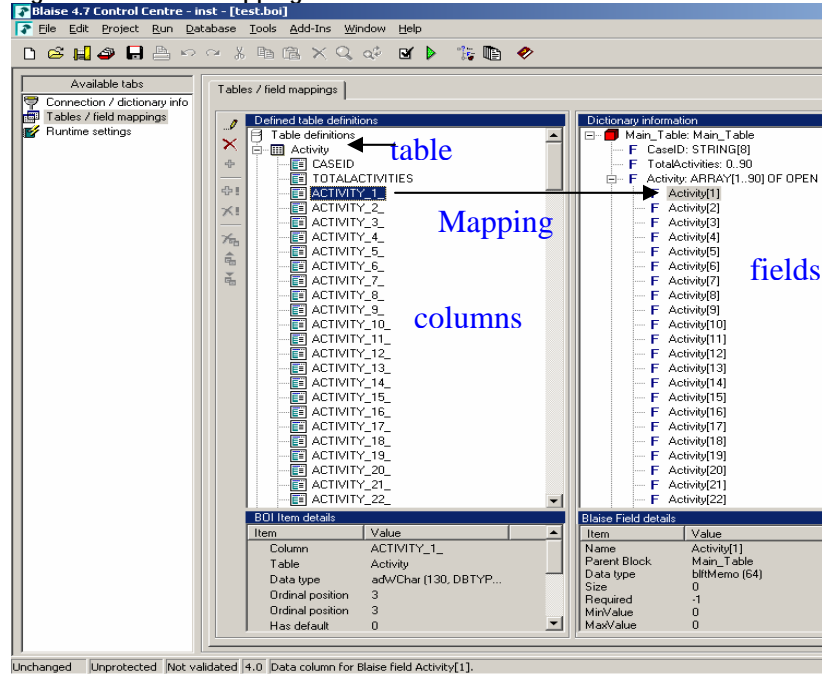 Blaise 4.7 Control Centre - inst - [test.boi]
File Edit Project Run Database Tools Add-Ins Window Help
Available tabs
Connection / dictionary info
Tables / field mappings
Runtime settings
Tables / field mappings
Defined table definitions
Table definitions
Activity
table
CASEID
TOTALACTIVITIES
ACTIVITY_1_
ACTIVITY_2_
ACTIVITY_3_
Mapping
ACTIVITY_4_
ACTIVITY_5_
ACTIVITY_6_
ACTIVITY_7_
ACTIVITY_8_
ACTIVITY_9_
columns
ACTIVITY_10_
ACTIVITY_11_
ACTIVITY_12_
ACTIVITY_13_
ACTIVITY_14_
ACTIVITY_15_
ACTIVITY_16_
ACTIVITY_17_
ACTIVITY_18_
ACTIVITY_19_
ACTIVITY_20_
ACTIVITY_21_
ACTIVITY_22_
Dictionary information
Main_Table: Main_Table
F CaseID: STRING[8]
F TotalActivities: 0..90
F Activity: ARRAY[1..90] OF OPEN
F Activity[1]
F Activity[2]
F Activity[3]
F Activity[4]
F Activity[5]
F Activity[6]
fields
F Activity[7]
F Activity[8]
F Activity[9]
F Activity[10]
F Activity[11]
F Activity[12]
F Activity[13]
F Activity[14]
F Activity[15]
F Activity[16]
F Activity[17]
F Activity[18]
F Activity[19]
F Activity[20]
F Activity[21]
F Activity[22]
BOI Item details
Item Value
Column ACTIVITY_1_
Table Activity
Data type adWChar (130, DBTYP...
Ordinal position 3
Ordinal position 3
Has default 0
Blaise Field details
Item Value
Name Activity[1]
Parent Block Main_Table
Data type blftMemo (64)
Size 0
Required -1
MinValue 0
MaxValue 0
Unchanged Unprotected Not validated 4.0 Data column for Blaise field Activity[1].